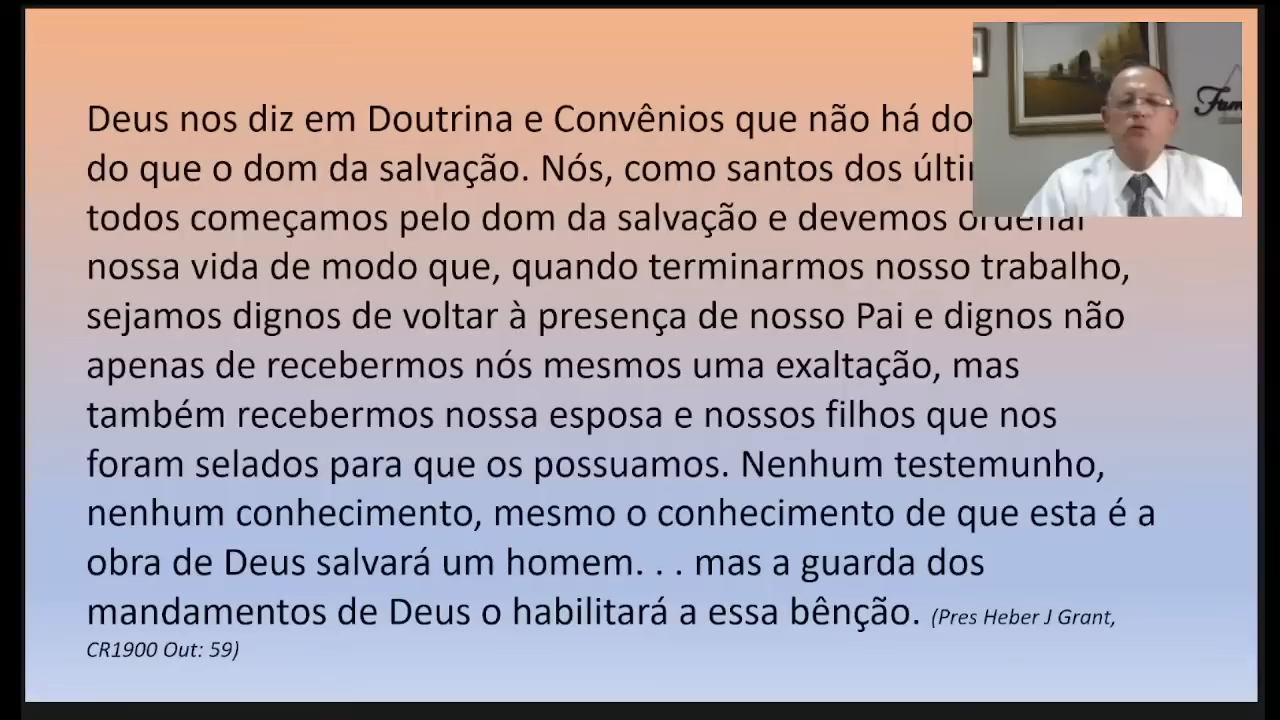 Deus nos diz em Doutrina e Convênios que não há
do que o dom da salvação. Nós, como santos dos
todos começamos pelo dom da salvação e devemos ordenar
nossa vida de modo que, quando terminarmos nosso trabalho,
sejamos dignos de voltar à presença de nosso Pai e dignos não
apenas de recebermos nós mesmos uma exaltação, mas
também recebermos nossa esposa e nossos filhos que nos
foram selados para que os possuamos. Nenhum testemunho,
nenhum conhecimento, mesmo o conhecimento de que esta é a
obra de Deus salvará um homem. . . mas a guarda dos
mandamentos de Deus o habilitará a essa bênção. (Pres Heber J Grant,
CR1900 Out: 59)